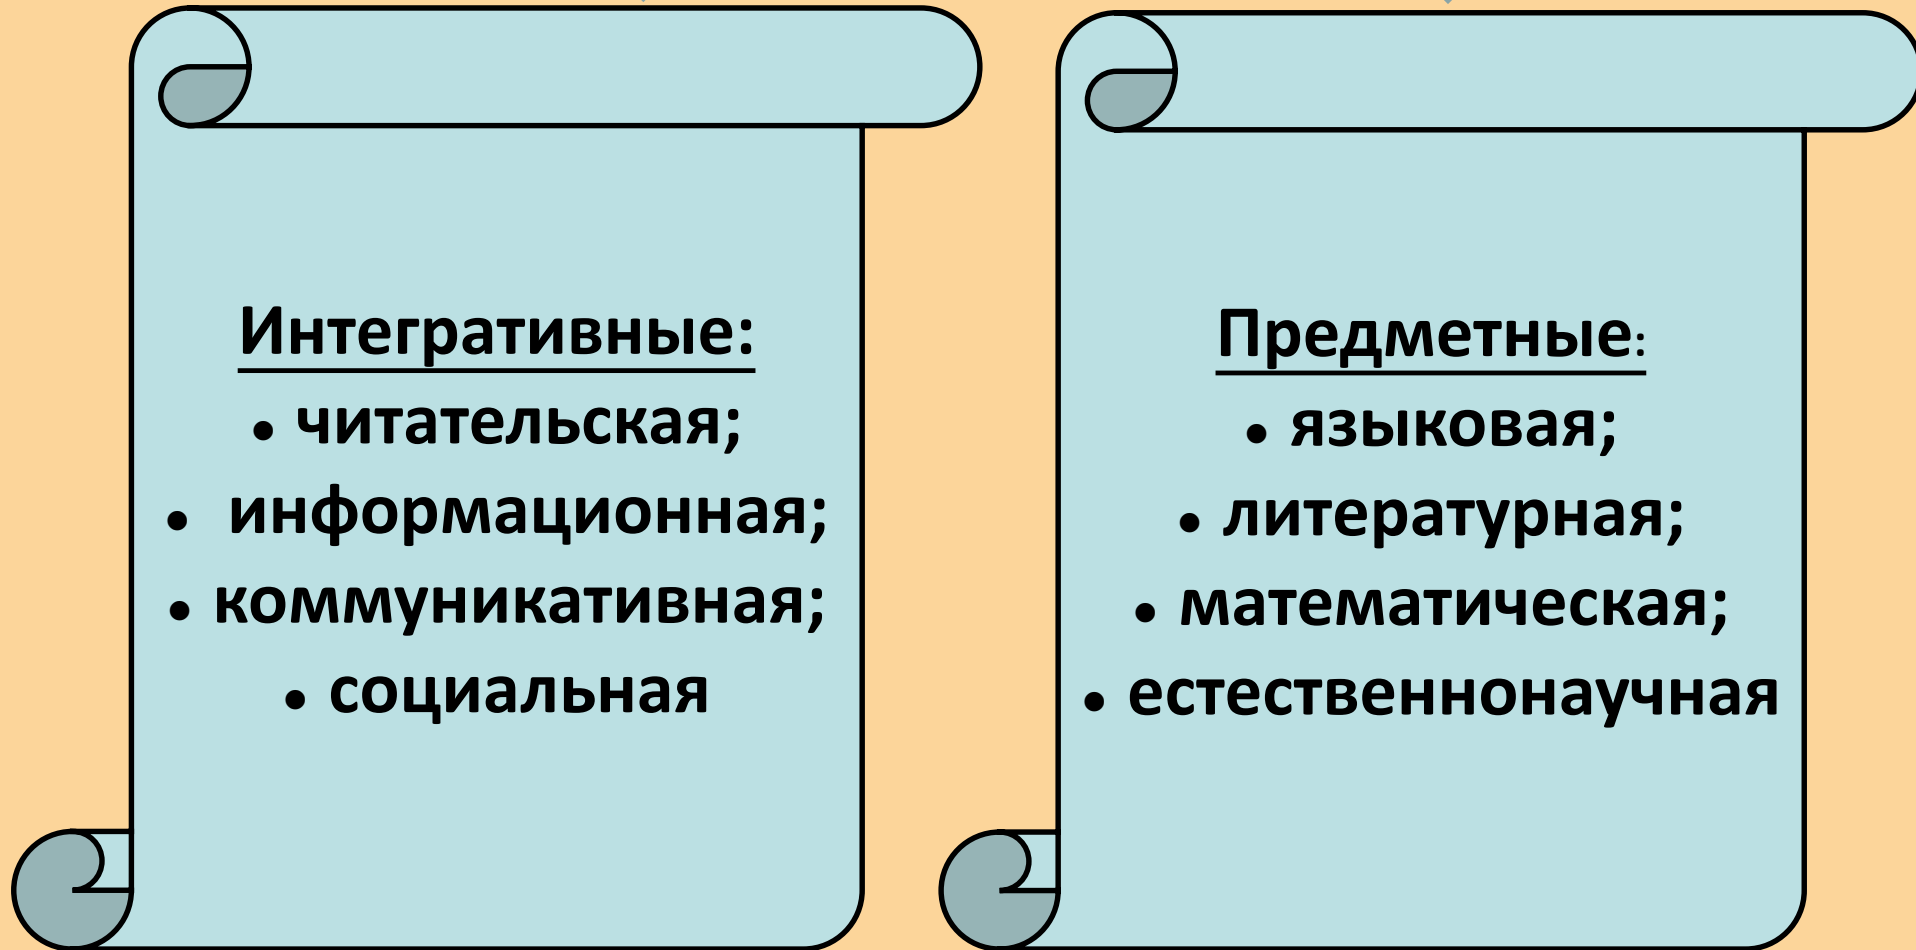 Интегративные:
• читательская;
• информационная;
• коммуникативная;
• социальная
Предметные:
• языковая;
• литературная;
• математическая;
• естественнонаучная